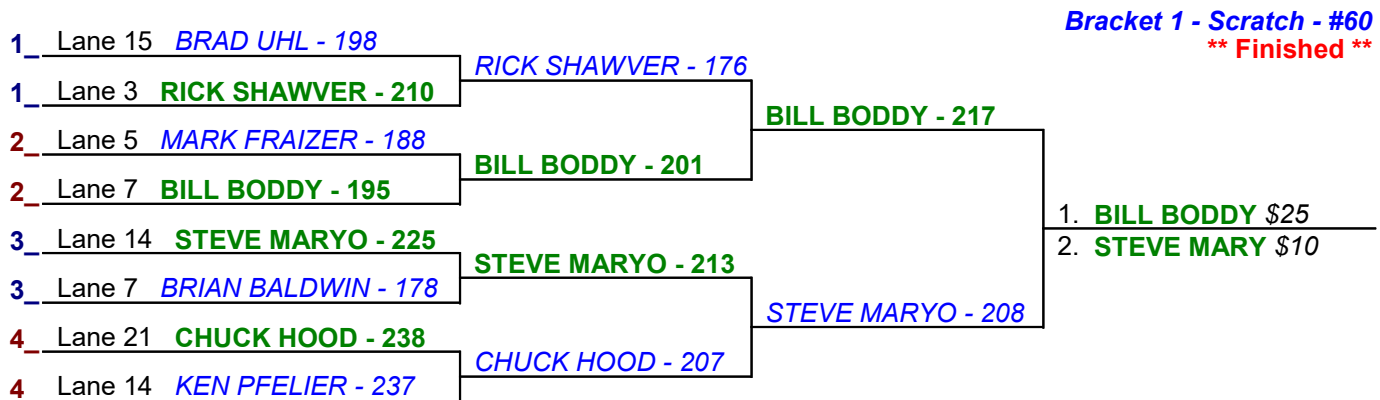 Bracket 1 - Scratch - #60
** Finished **
1_ Lane 15 BRAD UHL - 198
RICK SHAWVER - 176
1_ Lane 3 RICK SHAWVER - 210
BILL BODDY - 217
2_ Lane 5 MARK FRAIZER - 188
BILL BODDY - 201
2_ Lane 7 BILL BODDY - 195
1. BILL BODDY $25
3_ Lane 14 STEVE MARYO - 225
2. STEVE MARY $10
STEVE MARYO - 213
3_ Lane 7 BRIAN BALDWIN - 178
STEVE MARYO - 208
4_ Lane 21 CHUCK HOOD - 238
CHUCK HOOD - 207
4 Lane 14 KEN PFELIER - 237